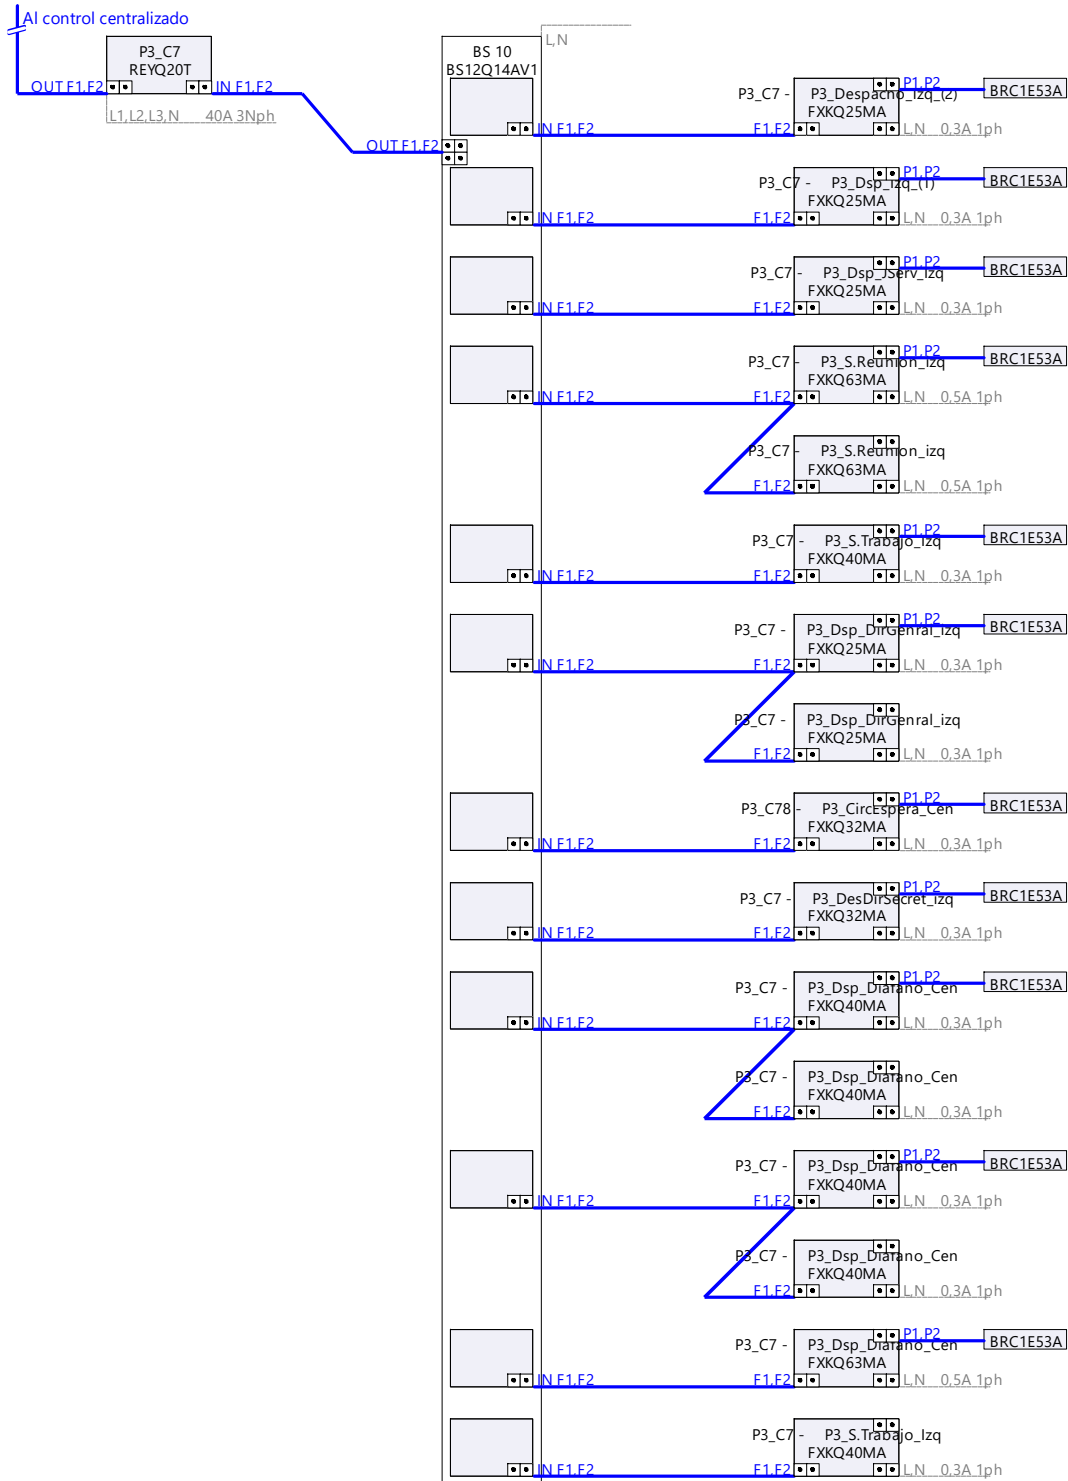 Al control centralizado
P3_C7
REYQ20T
OUT F1,F2
IN F1,F2
L1,L2,L3,N 40A 3Nph
OUT F1,F2
L,N
BS 10
BS12Q14AV1
P3_C7 - P3_Despacho_Izq_(2)
FXKQ25MA
P1,P2
BRC1E53A
IN F1,F2
F1,F2
L,N 0,3A 1ph
P3_C7 - P3_Dsp_Izq_(1)
FXKQ25MA
P1,P2
BRC1E53A
IN F1,F2
F1,F2
L,N 0,3A 1ph
P3_C7 - P3_Dsp_JServ_Izq
FXKQ25MA
P1,P2
BRC1E53A
IN F1,F2
F1,F2
L,N 0,3A 1ph
P3_C7 - P3_S.Reunion_izq
FXKQ63MA
P1,P2
BRC1E53A
IN F1,F2
F1,F2
L,N 0,5A 1ph
P3_C7 - P3_S.Reunion_izq
FXKQ63MA
F1,F2
L,N 0,5A 1ph
P3_C7 - P3_S.Trabajo_Izq
FXKQ40MA
P1,P2
BRC1E53A
IN F1,F2
F1,F2
L,N 0,3A 1ph
P3_C7 - P3_Dsp_DirGenral_izq
FXKQ25MA
P1,P2
BRC1E53A
IN F1,F2
F1,F2
L,N 0,3A 1ph
P3_C7 - P3_Dsp_DirGenral_izq
FXKQ25MA
F1,F2
L,N 0,3A 1ph
P3_C78 - P3_CircEspera_Cen
FXKQ32MA
P1,P2
BRC1E53A
IN F1,F2
F1,F2
L,N 0,3A 1ph
P3_C7 - P3_DesDirSecret_izq
FXKQ32MA
P1,P2
BRC1E53A
IN F1,F2
F1,F2
L,N 0,3A 1ph
P3_C7 - P3_Dsp_Diafano_Cen
FXKQ40MA
P1,P2
BRC1E53A
IN F1,F2
F1,F2
L,N 0,3A 1ph
P3_C7 - P3_Dsp_Diafano_Cen
FXKQ40MA
F1,F2
L,N 0,3A 1ph
P3_C7 - P3_Dsp_Diafano_Cen
FXKQ40MA
P1,P2
BRC1E53A
IN F1,F2
F1,F2
L,N 0,3A 1ph
P3_C7 - P3_Dsp_Diafano_Cen
FXKQ40MA
F1,F2
L,N 0,3A 1ph
P3_C7 - P3_Dsp_Diafano_Cen
FXKQ63MA
P1,P2
BRC1E53A
IN F1,F2
F1,F2
L,N 0,5A 1ph
P3_C7 - P3_S.Trabajo_Izq
FXKQ40MA
IN F1,F2
F1,F2
L,N 0,3A 1ph